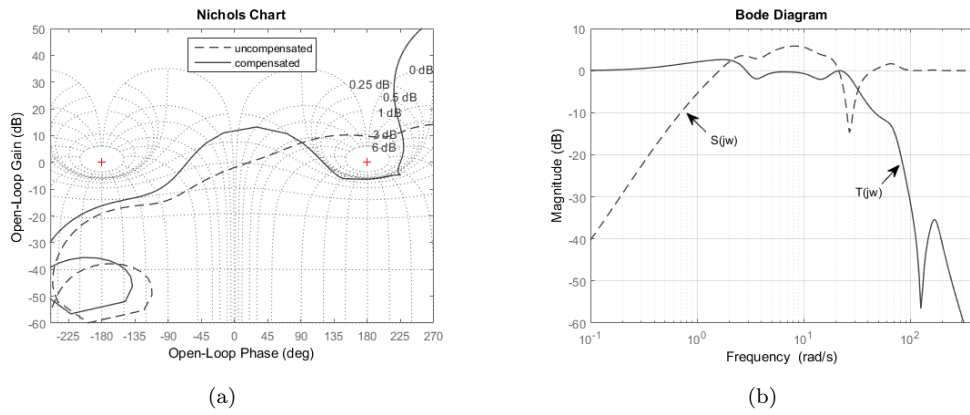 Nichols Chart
50
40
30
20
10
0
-10
-20
-30
-40
-50
-60
Open-Loop Gain (dB)
uncompensated
compensated
0 dB
0.25 dB
0.5 dB
1 dB
3 dB
6 dB
-225 -180 -135 -90 -45 0 45 90 135 180 225 270
Open-Loop Phase (deg)
(a)
Bode Diagram
10
0
-10
-20
-30
-40
-50
-60
Magnitude (dB)
S(jw)
T(jw)
10^-1 10^0 10^1 10^2
Frequency (rad/s)
(b)